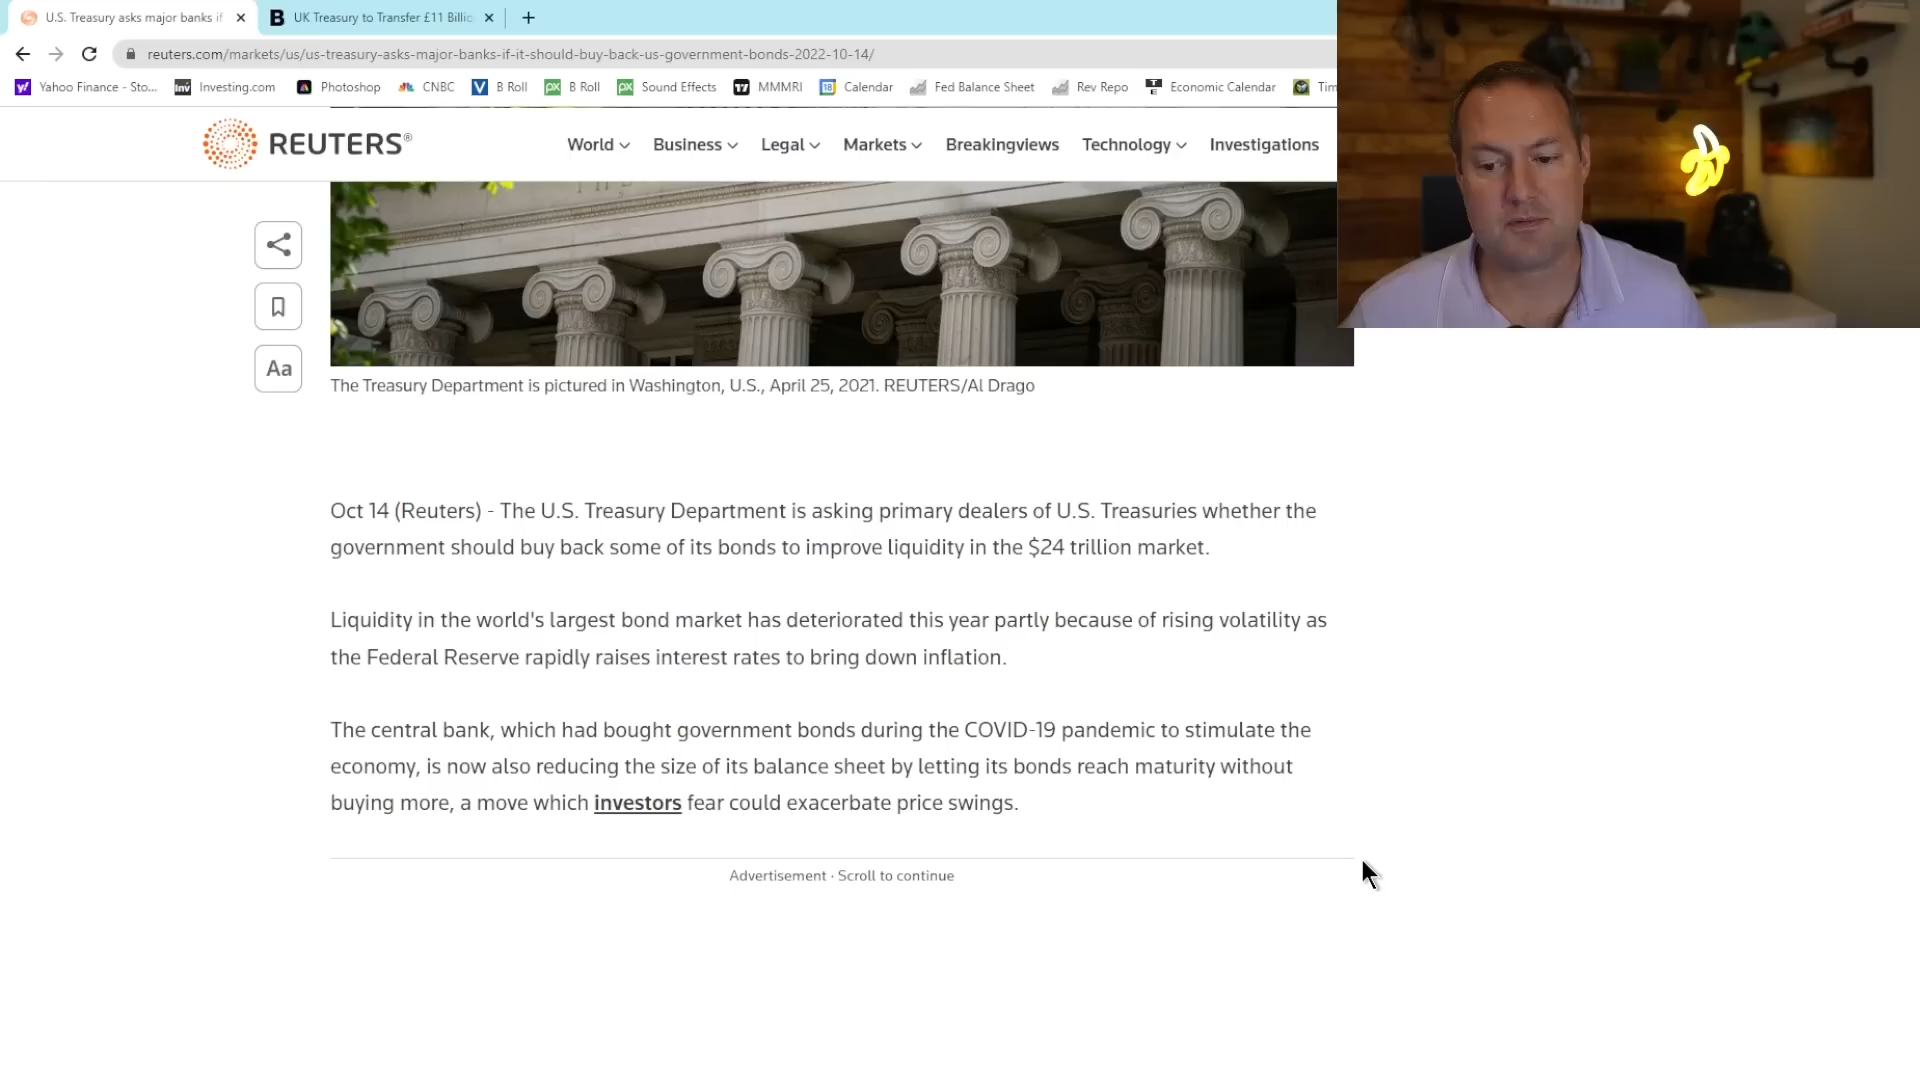 U.S. Treasury asks major banks if
UK Treasury to Transfer £11 Billio
reuters.com/markets/us/us-treasury-asks-major-banks-if-it-should-buy-back-us-government-bonds-2022-10-14/
Yahoo Finance - Sto... Investing.com Photoshop CNBC B Roll B Roll Sound Effects MMMRI Calendar Fed Balance Sheet Rev Repo Economic Calendar Tim
REUTERS® World Business Legal Markets Breakingviews Technology Investigations
Aa
The Treasury Department is pictured in Washington, U.S., April 25, 2021. REUTERS/Al Drago
Oct 14 (Reuters) - The U.S. Treasury Department is asking primary dealers of U.S. Treasuries whether the
government should buy back some of its bonds to improve liquidity in the $24 trillion market.
Liquidity in the world's largest bond market has deteriorated this year partly because of rising volatility as
the Federal Reserve rapidly raises interest rates to bring down inflation.
The central bank, which had bought government bonds during the COVID-19 pandemic to stimulate the
economy, is now also reducing the size of its balance sheet by letting its bonds reach maturity without
buying more, a move which investors fear could exacerbate price swings.
Advertisement · Scroll to continue